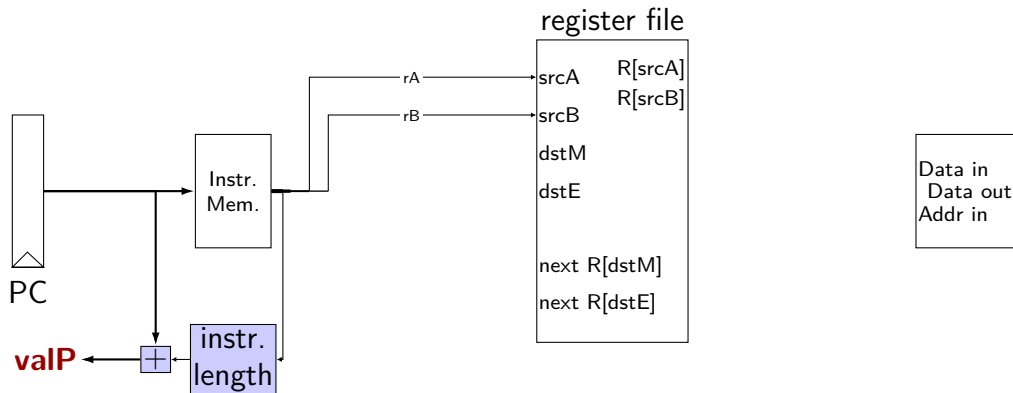 register file
rA
srcA
R[srcA]
R[srcB]
rB
srcB
dstM
dstE
next R[dstM]
next R[dstE]
Instr.
Mem.
Data in
Data out
Addr in
PC
valP
+
instr.
length